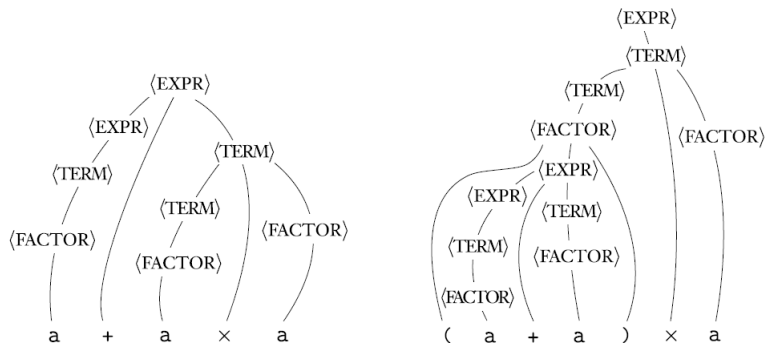 ⟨EXPR⟩
⟨EXPR⟩
⟨TERM⟩
⟨TERM⟩
⟨TERM⟩
⟨FACTOR⟩
⟨FACTOR⟩
⟨FACTOR⟩
a + a × a
⟨EXPR⟩
⟨TERM⟩
⟨TERM⟩
⟨FACTOR⟩
⟨FACTOR⟩
⟨EXPR⟩
⟨EXPR⟩
⟨TERM⟩
⟨TERM⟩
⟨FACTOR⟩
⟨FACTOR⟩
( a + a ) × a